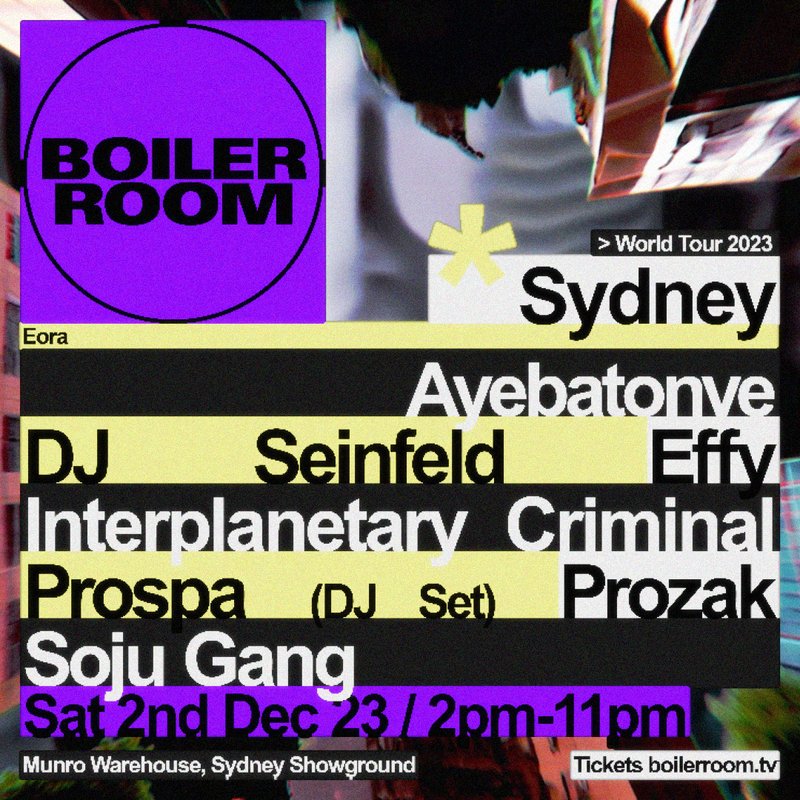 BOILER
ROOM
> World Tour 2023
*Sydney
Eora
Ayebatonye
DJ Seinfeld Effy
Interplanetary Criminal
Prospa (DJ Set) Prozak
Soju Gang
Sat 2nd Dec 23 / 2pm-11pm
Munro Warehouse, Sydney Showground
Tickets boilerroom.tv